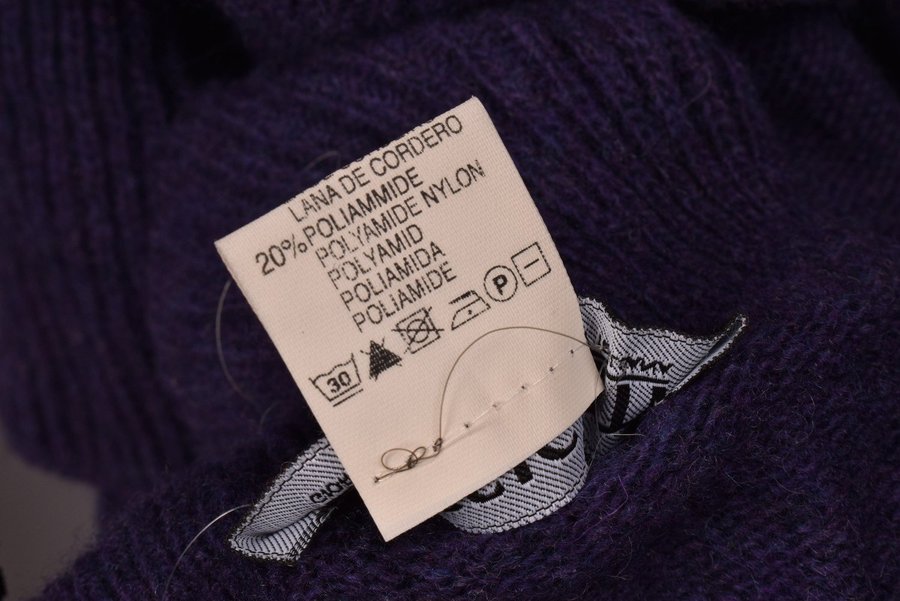 LANA DE CORDERO
20% POLIAMMIDE
POLYAMIDE NYLON
POLYAMID
POLIAMIDA
POLIAMIDE
30
P